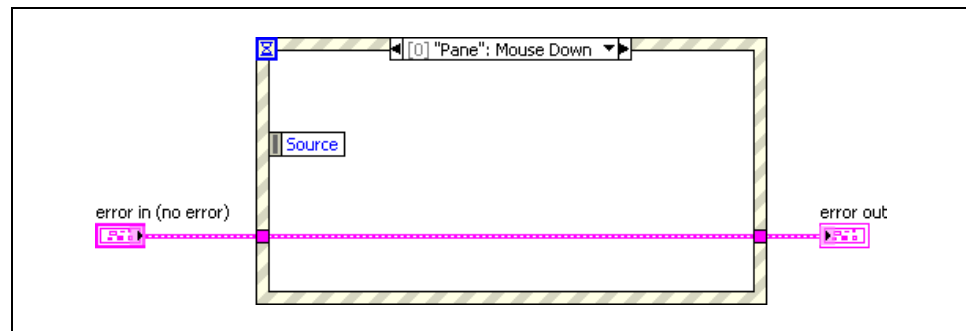 [0] "Pane": Mouse Down
Source
error in (no error)
error out